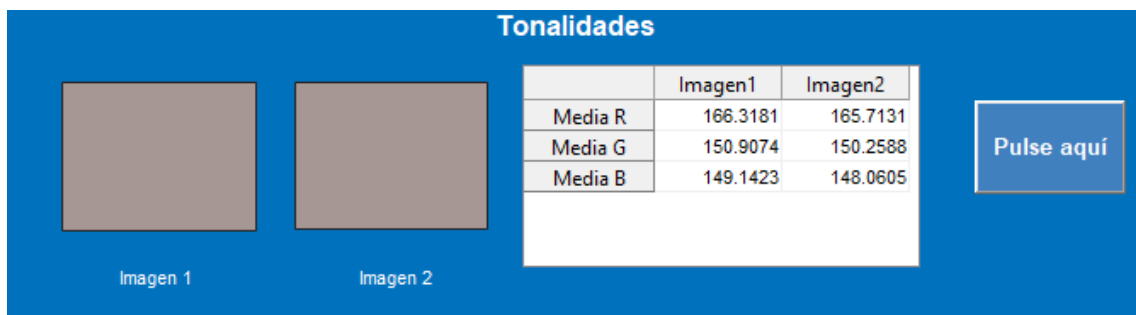 Tonalidades
Imagen1 Imagen2
Media R 166.3181 165.7131
Media G 150.9074 150.2588
Media B 149.1423 148.0605
Pulse aquí
Imagen 1
Imagen 2